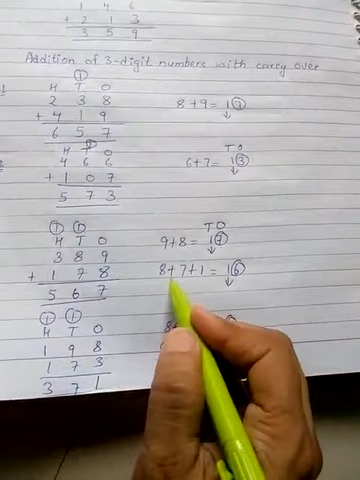 1 4 6
+ 2 1 3
3 5 9
Addition of 3-digit numbers with carry over
1
H T O
2 3 8 8+9= 17
+ 4 1 9
6 5 7
1
H T O T O
4 6 6 6+7= 13
+ 1 0 7
5 7 3
1 1
H T O T O
3 8 9 9+8= 17
+ 1 7 8 8+7+1= 16
5 6 7
+ +
H T O
1 9 8
1 7 3
3 7 1